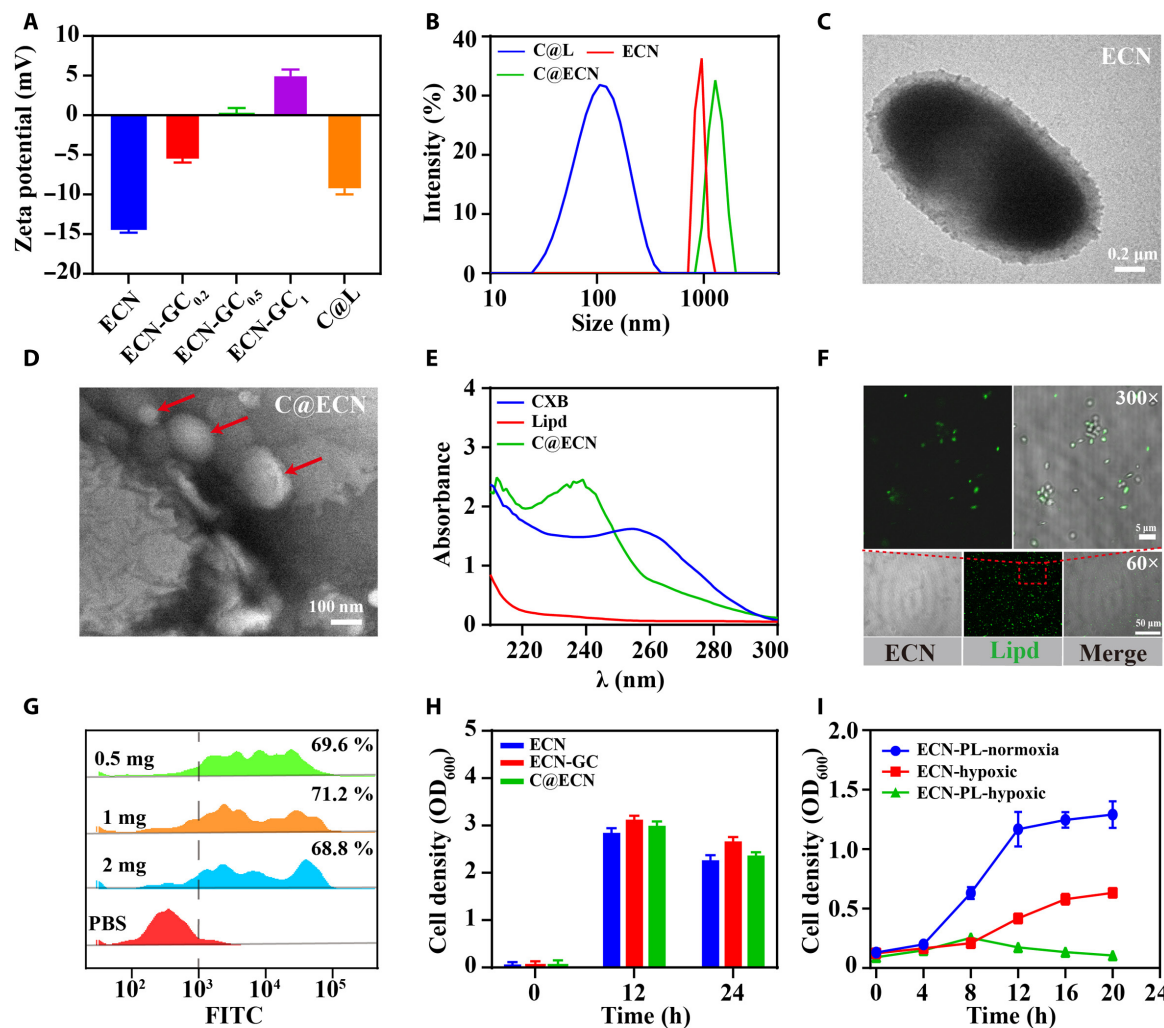 A
Zeta potential (mV)
10
5
0
−5
−10
−15
−20
ECN
ECN-GC0.2
ECN-GC0.5
ECN-GC1
C@L
B
Intensity (%)
40
30
20
10
0
C@L
ECN
C@ECN
10
100
1000
Size (nm)
C
ECN
0.2 μm
D
C@ECN
100 nm
E
Absorbance
4
3
2
1
0
CXB
Lipd
C@ECN
220
240
260
280
300
λ (nm)
F
300×
5 μm
60×
50 μm
ECN
Lipd
Merge
G
0.5 mg
69.6 %
1 mg
71.2 %
2 mg
68.8 %
PBS
10²
10³
10⁴
10⁵
FITC
H
Cell density (OD600)
5
4
3
2
1
0
ECN
ECN-GC
C@ECN
0
12
24
Time (h)
I
Cell density (OD600)
2.0
1.5
1.0
0.5
0
ECN-PL-normoxia
ECN-hypoxic
ECN-PL-hypoxic
0
4
8
12
16
20
24
Time (h)